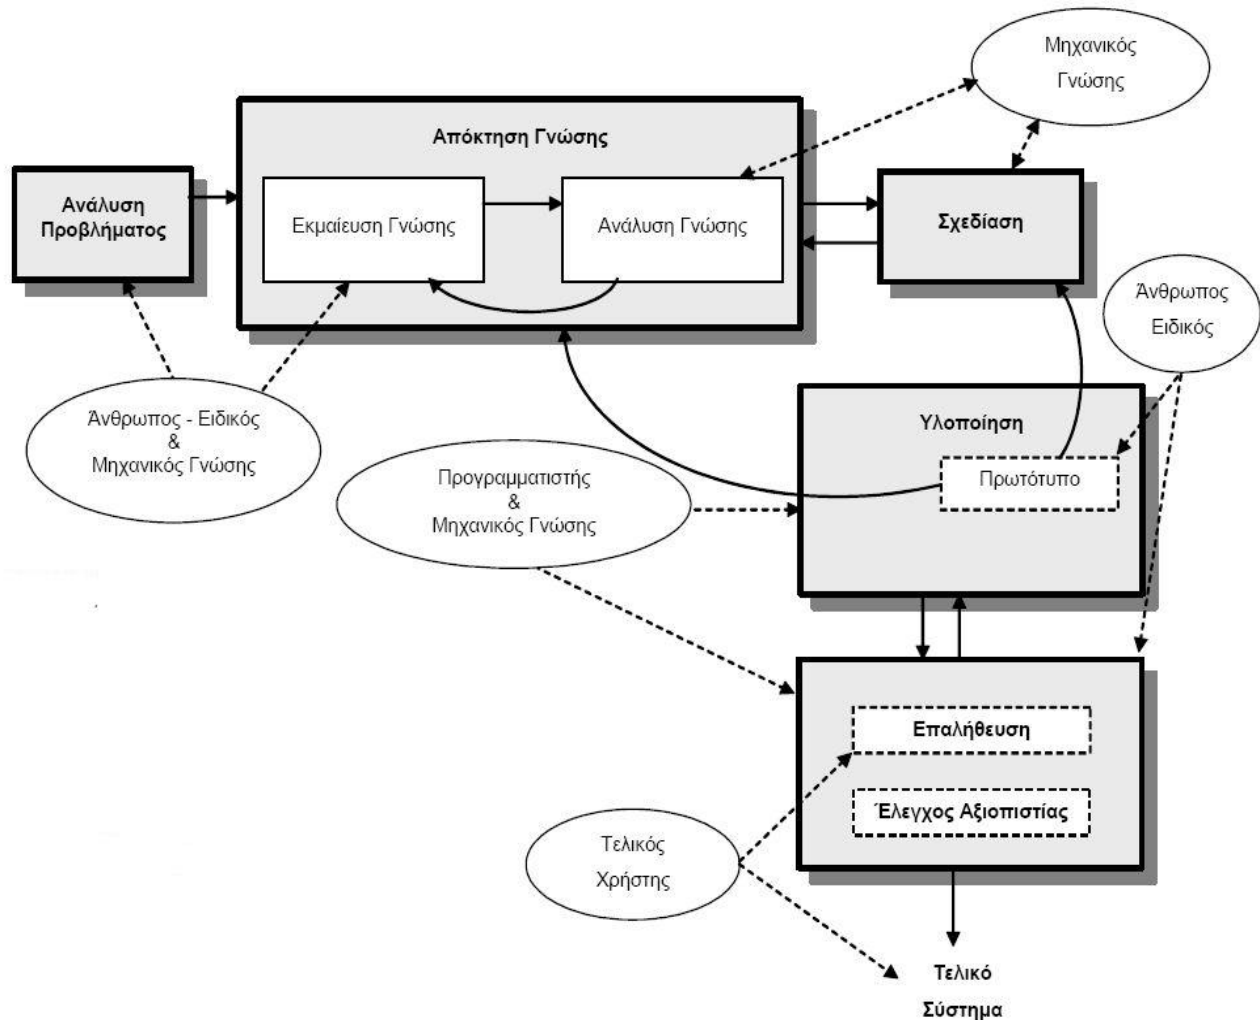 Μηχανικός
Γνώσης
Απόκτηση Γνώσης
Ανάλυση
Προβλήματος
Εκμαίευση Γνώσης
Ανάλυση Γνώσης
Σχεδίαση
Άνθρωπος
Ειδικός
Άνθρωπος - Ειδικός
&
Μηχανικός Γνώσης
Υλοποίηση
Πρωτότυπο
Προγραμματιστής
&
Μηχανικός Γνώσης
Επαλήθευση
Έλεγχος Αξιοπιστίας
Τελικός
Χρήστης
Τελικό
Σύστημα